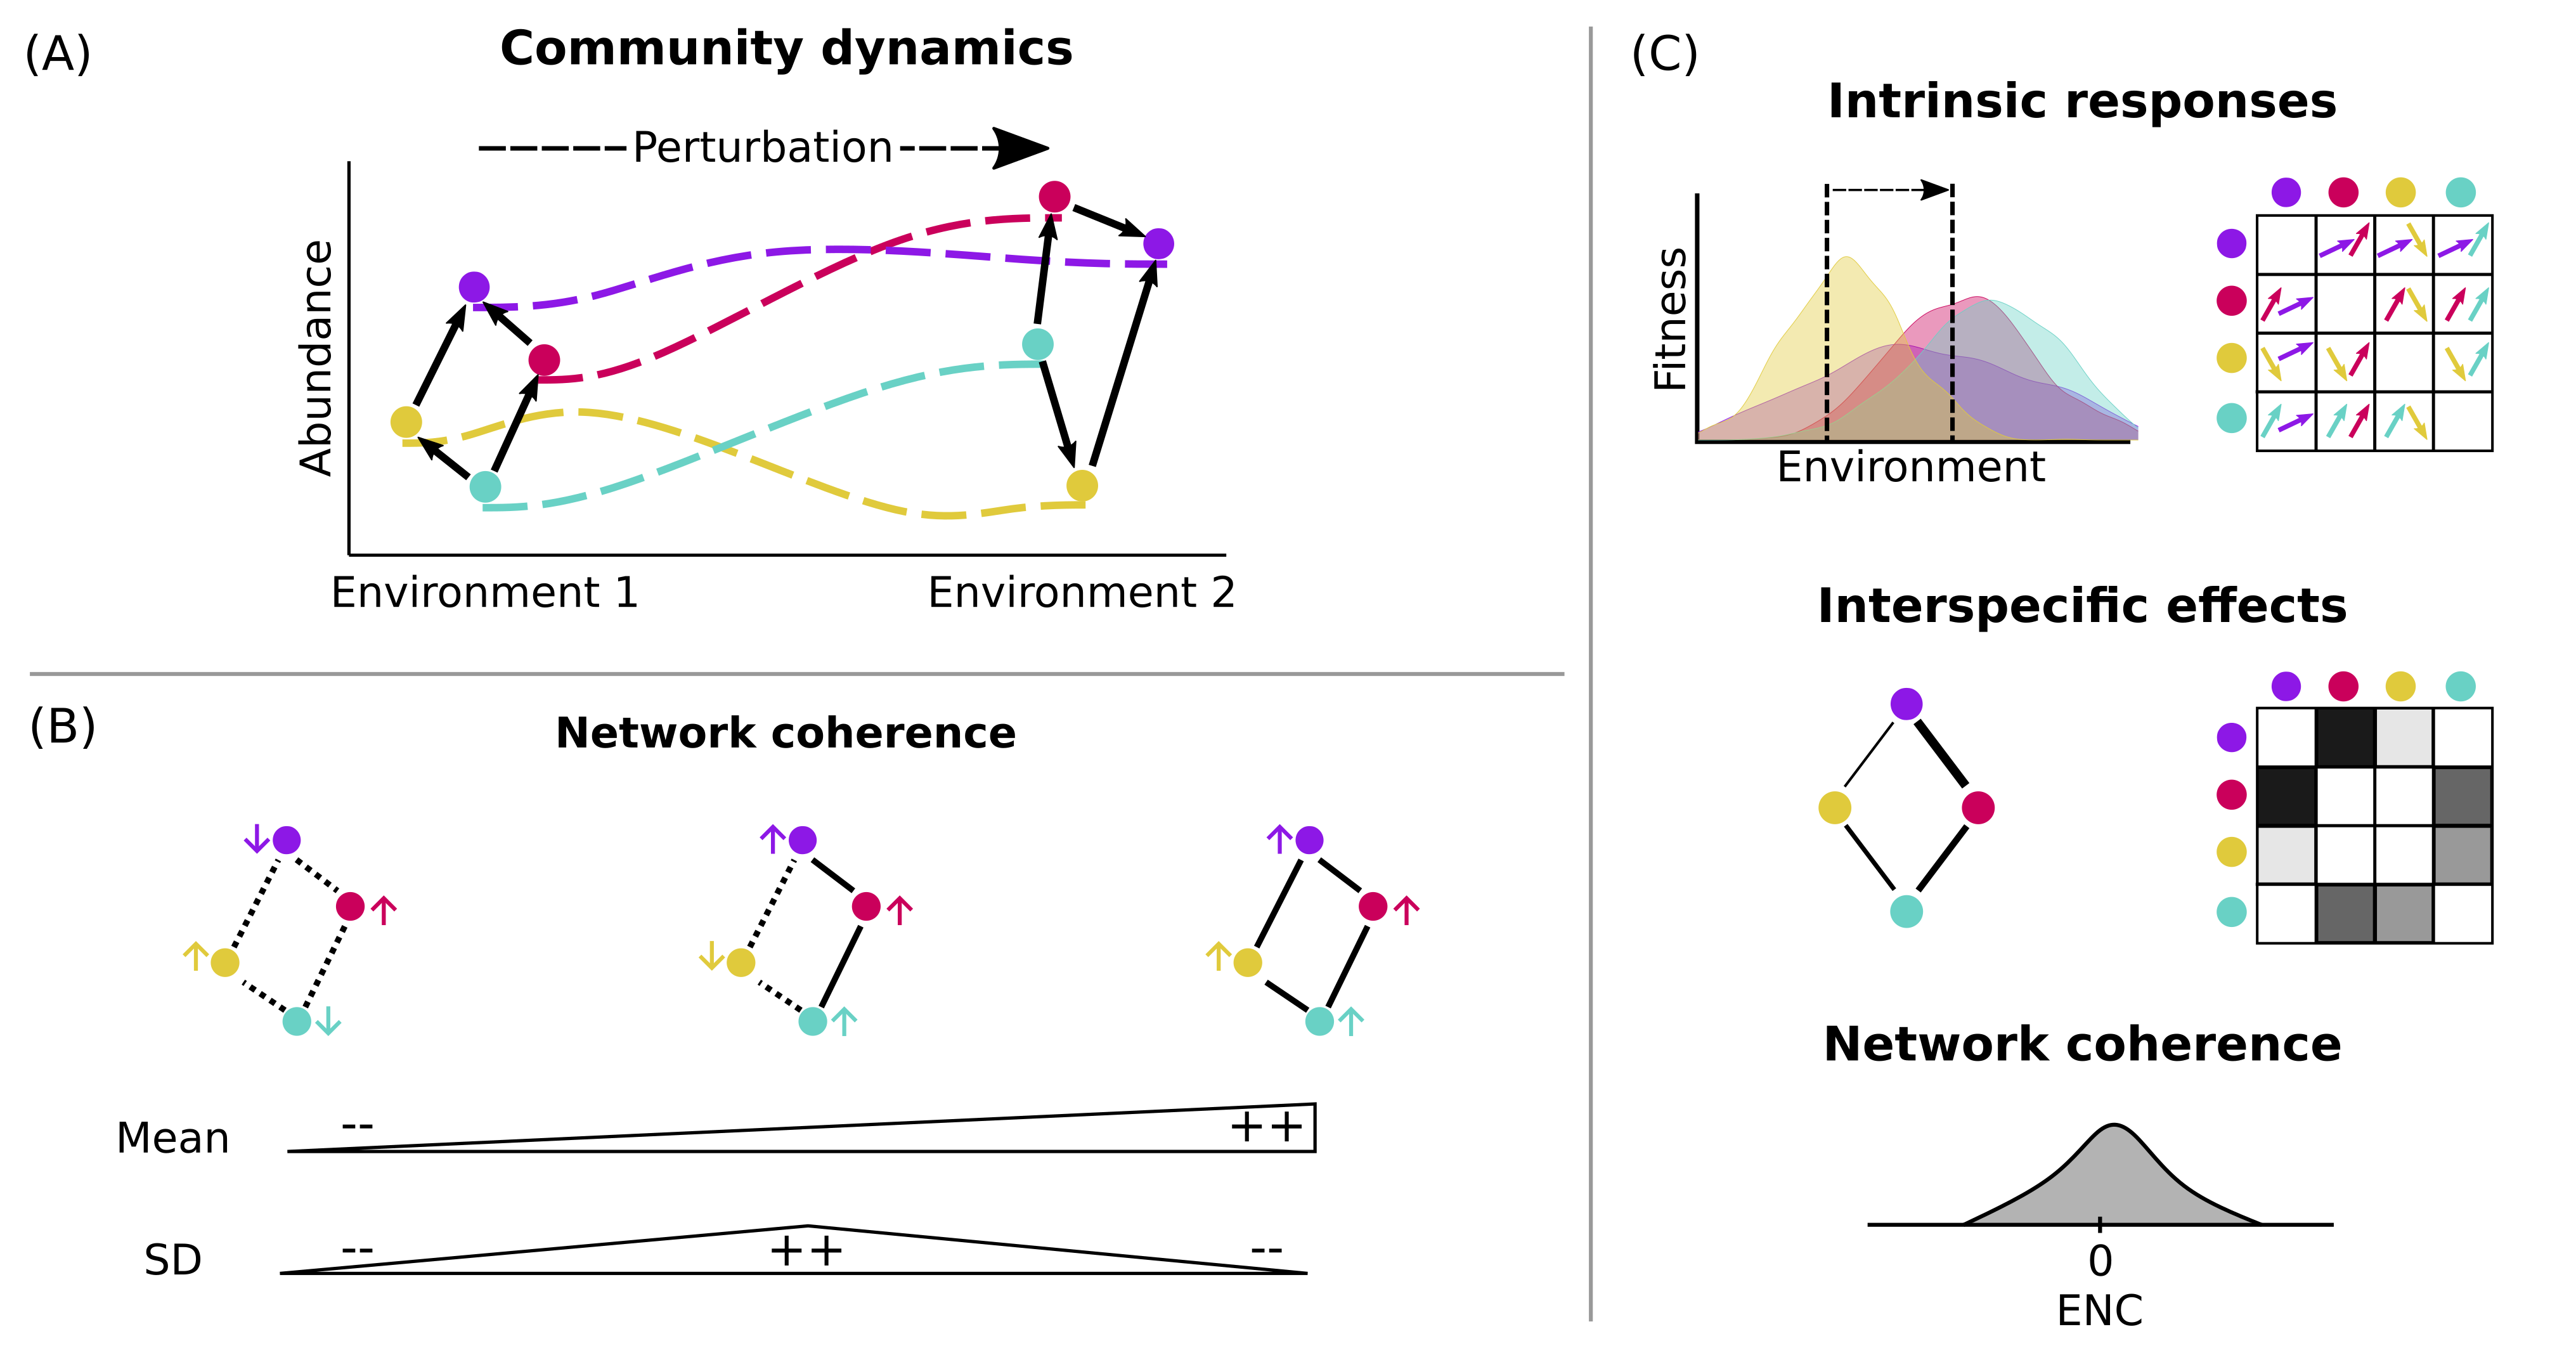 (A)
Community dynamics
Perturbation
Abundance
Environment 1
Environment 2
(B)
Network coherence
Mean
--
++
SD
--
++
--
(C)
Intrinsic responses
Fitness
Environment
Interspecific effects
Network coherence
0
ENC